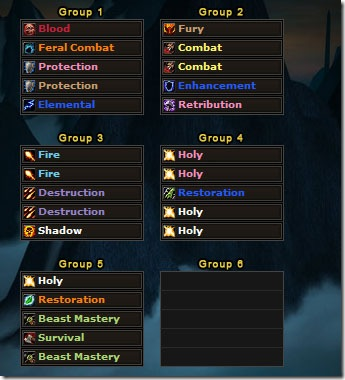 Group 1
Blood
Feral Combat
Protection
Protection
Elemental
Group 2
Fury
Combat
Combat
Enhancement
Retribution
Group 3
Fire
Fire
Destruction
Destruction
Shadow
Group 4
Holy
Holy
Restoration
Holy
Holy
Group 5
Holy
Restoration
Beast Mastery
Survival
Beast Mastery
Group 6